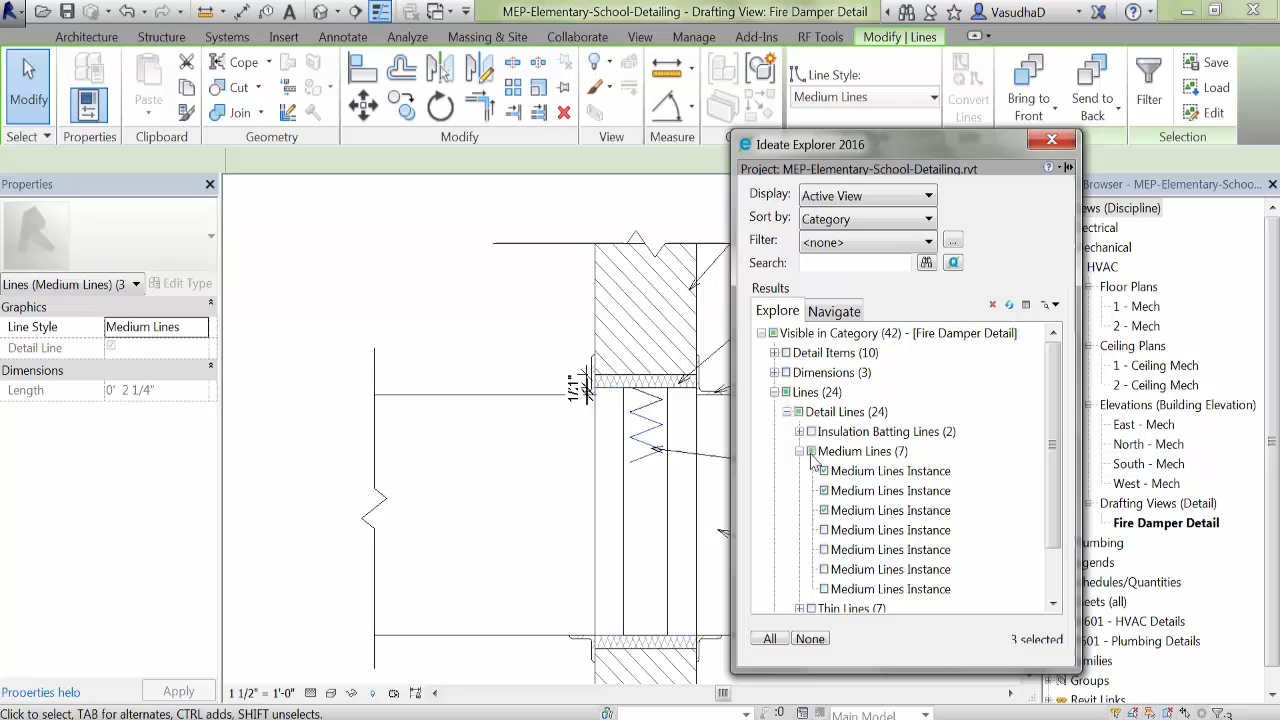 MEP-Elementary-School-Detailing - Drafting View: Fire Damper Detail
VasudhaD
Architecture Structure Systems Insert Annotate Analyze Massing & Site Collaborate View Manage Add-Ins RF Tools Modify | Lines
Modify
Paste
Cope
Cut
Join
Line Style:
Medium Lines
Convert
Lines
Bring to
Front
Send to
Back
Filter
Save
Load
Edit
Select Properties Clipboard Geometry Modify View Measure Selection
Properties
Lines (Medium Lines) (3
Edit Type
Graphics
Line Style Medium Lines
Detail Line
Dimensions
Length 0' 2 1/4"
Properties help
Apply
Ideate Explorer 2016
Project: MEP-Elementary-School-Detailing.rvt
Display: Active View
Sort by: Category
Filter: <none> ...
Search:
Results
Explore Navigate
Visible in Category (42) - [Fire Damper Detail]
Detail Items (10)
Dimensions (3)
Lines (24)
Detail Lines (24)
Insulation Batting Lines (2)
Medium Lines (7)
Medium Lines Instance
Medium Lines Instance
Medium Lines Instance
Medium Lines Instance
Medium Lines Instance
Medium Lines Instance
Medium Lines Instance
Thin Lines (7)
All None 3 selected
Browser - MEP-Elementary-Schoo...
iews (Discipline)
HVAC
Floor Plans
1 - Mech
2 - Mech
Ceiling Plans
1 - Ceiling Mech
2 - Ceiling Mech
Elevations (Building Elevation)
East - Mech
North - Mech
South - Mech
West - Mech
Drafting Views (Detail)
Fire Damper Detail
lumbing
chedules/Quantities
heets (all)
601 - HVAC Details
601 - Plumbing Details
amilies
Groups
Revit Links
1 1/2" = 1'-0"
Click to select, TAB for alternates, CTRL adds, SHIFT unselects.
:0
Main Model
:3